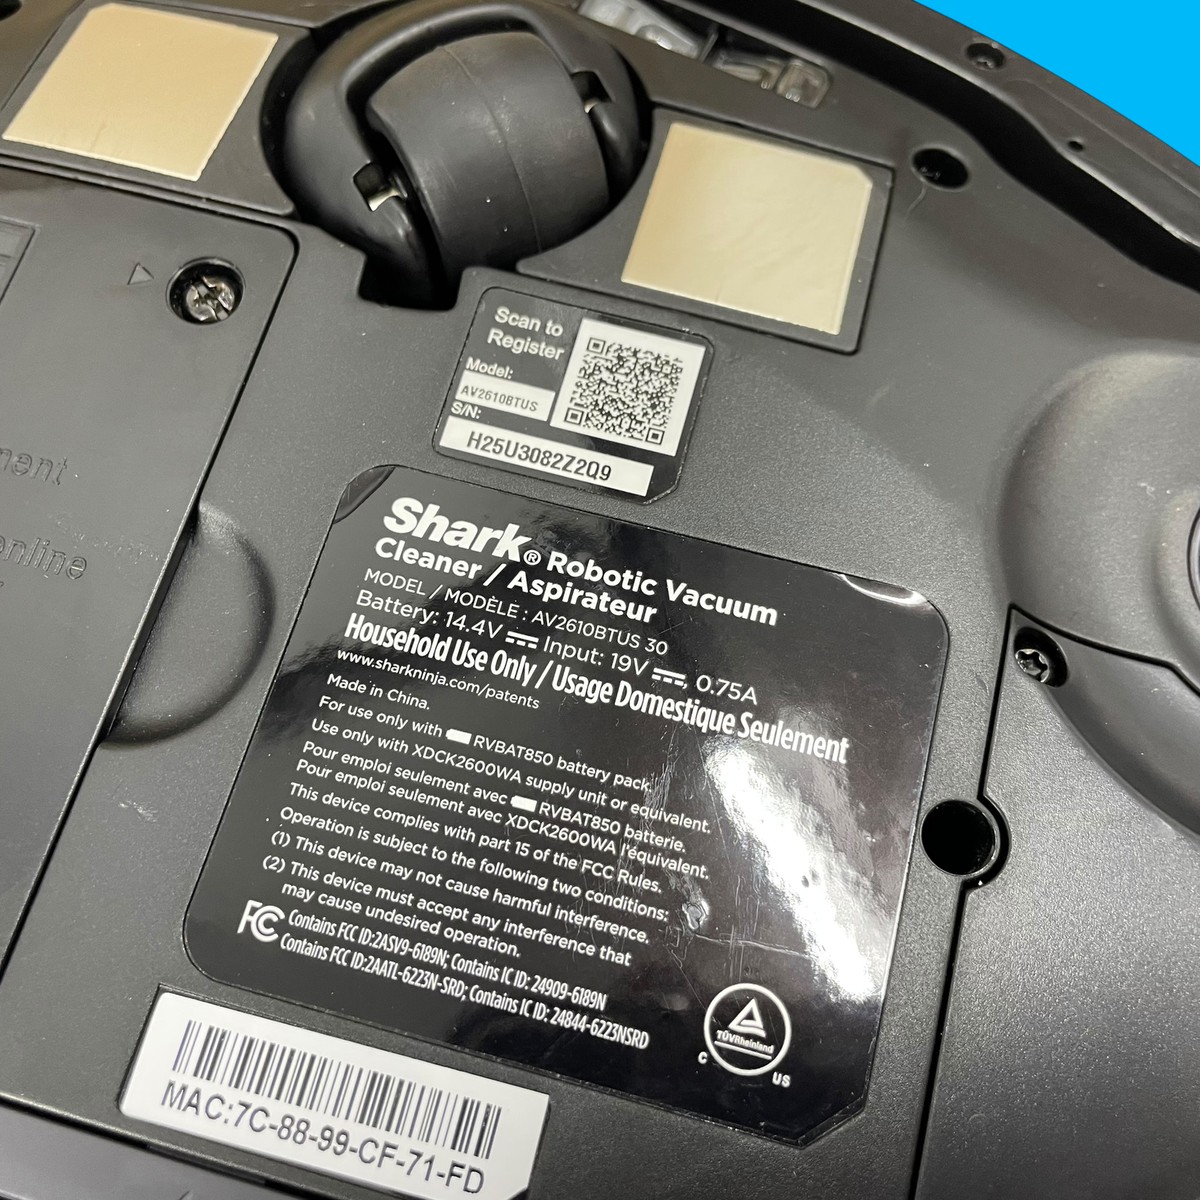 Scan to
Register
Model:
AV2610BTUS
S/N:
H25U3082Z2Q9
nent
online
Shark® Robotic Vacuum
Cleaner / Aspirateur
MODEL / MODÈLE : AV2610BTUS 30
Battery: 14.4V Input: 19V , 0.75A
Household Use Only / Usage Domestique Seulement
www.sharkninja.com/patents
Made in China.
For use only with RVBAT850 battery pack.
Use only with XDCK2600WA supply unit or equivalent.
Pour emploi seulement avec RVBAT850 batterie.
Pour emploi seulement avec XDCK2600WA l'équivalent.
This device complies with part 15 of the FCC Rules.
Operation is subject to the following two conditions:
(1) This device may not cause harmful interference.
(2) This device must accept any interference that
may cause undesired operation.
FC Contains FCC ID:2ASV9-6189N; Contains IC ID: 24909-6189N
Contains FCC ID:2AATL-6223N-SRD; Contains IC ID: 24844-6223NSRD
TÜVRheinland
C US
MAC:7C-88-99-CF-71-FD